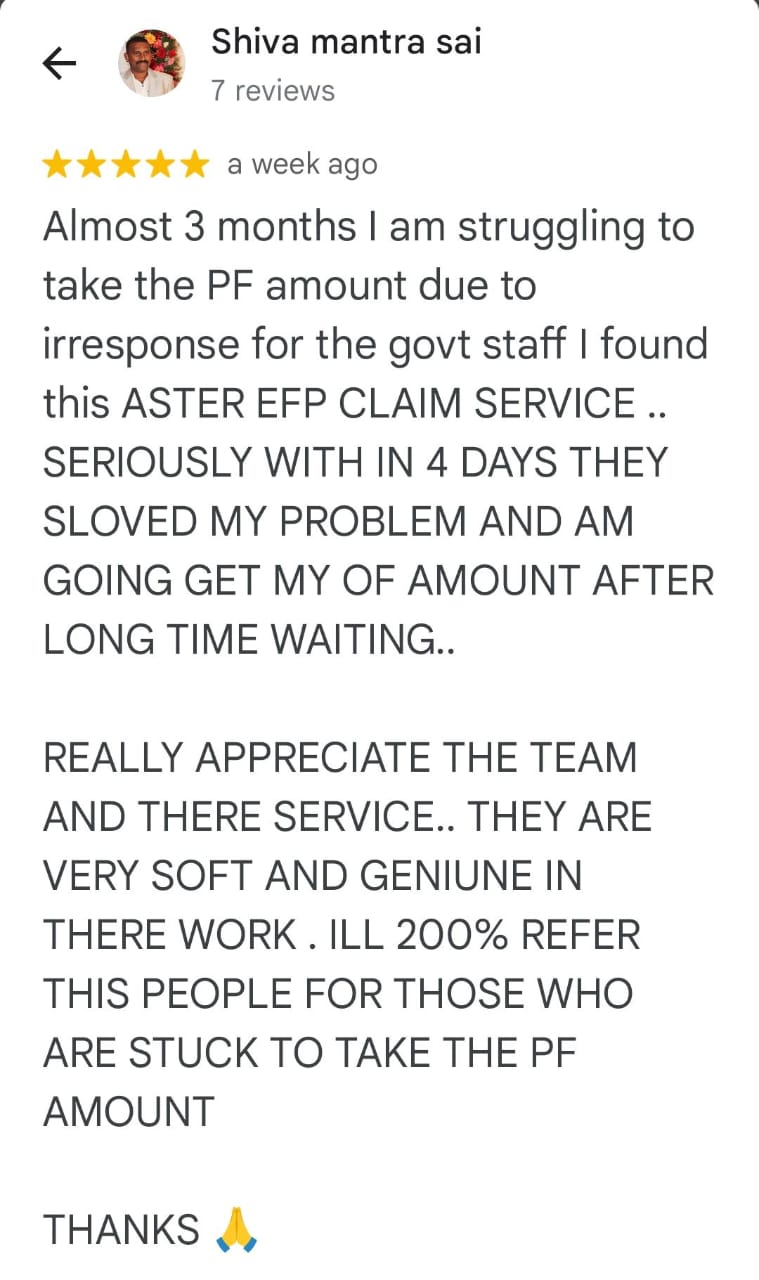 Shiva mantra sai
7 reviews
a week ago
Almost 3 months I am struggling to
take the PF amount due to
irresponse for the govt staff I found
this ASTER EFP CLAIM SERVICE ..
SERIOUSLY WITH IN 4 DAYS THEY
SLOVED MY PROBLEM AND AM
GOING GET MY OF AMOUNT AFTER
LONG TIME WAITING..
REALLY APPRECIATE THE TEAM
AND THERE SERVICE.. THEY ARE
VERY SOFT AND GENIUNE IN
THERE WORK . ILL 200% REFER
THIS PEOPLE FOR THOSE WHO
ARE STUCK TO TAKE THE PF
AMOUNT
THANKS 🙏